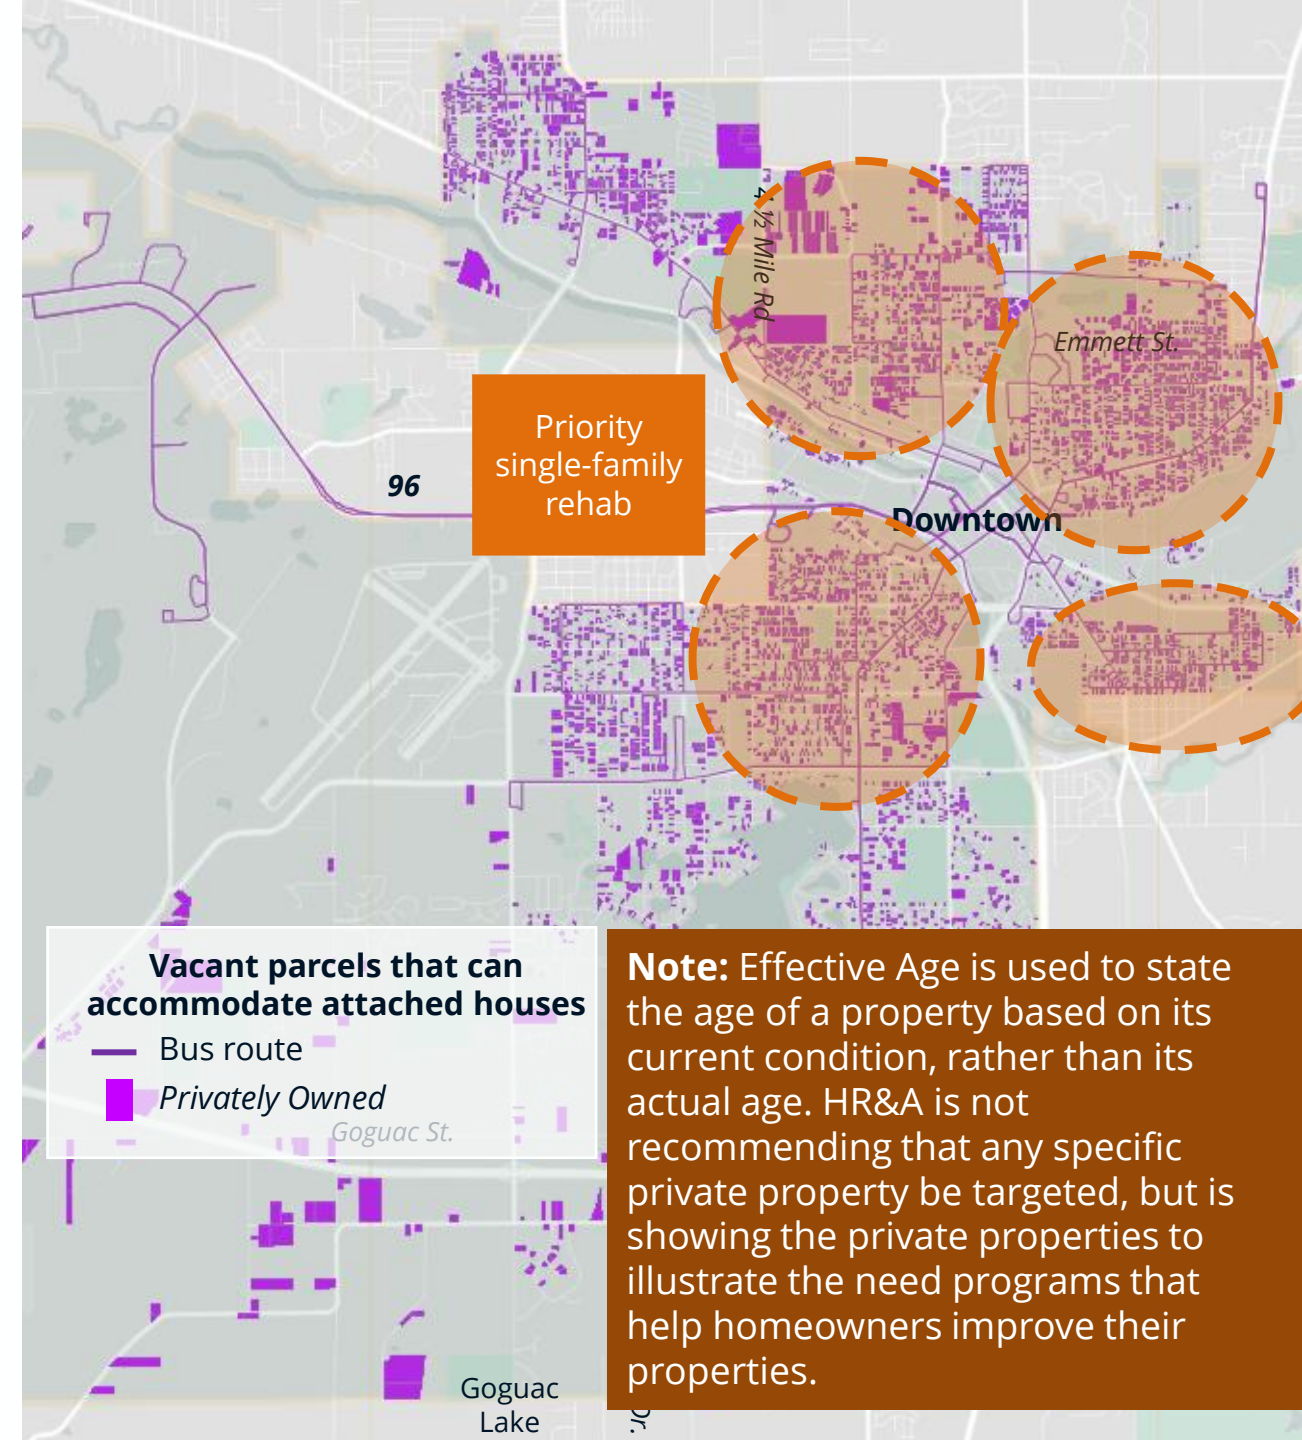 4 ½ Mile Rd
Emmett St.
Priority
single-family
rehab
96
Downtown
Vacant parcels that can
accommodate attached houses
Bus route
Privately Owned
Goguac St.
Note: Effective Age is used to state
the age of a property based on its
current condition, rather than its
actual age. HR&A is not
recommending that any specific
private property be targeted, but is
showing the private properties to
illustrate the need programs that
help homeowners improve their
properties.
Goguac
Lake
Dr.